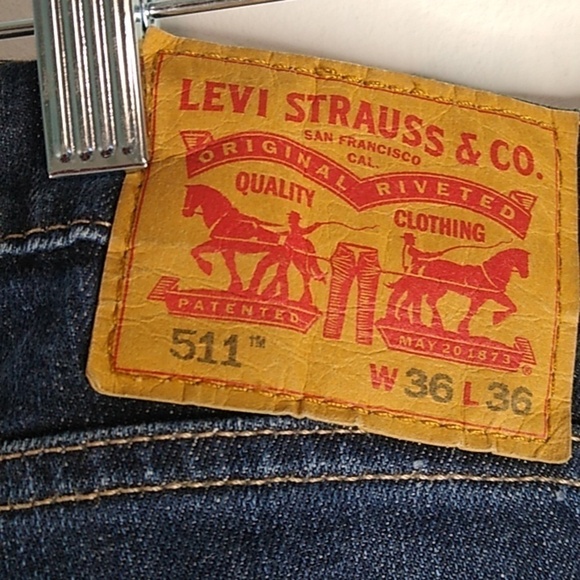 LEVI STRAUSS & CO.
SAN FRANCISCO
CAL.
ORIGINAL RIVETED
QUALITY CLOTHING
PATENTED
MAY 20 1873
511™
W 36 L 36